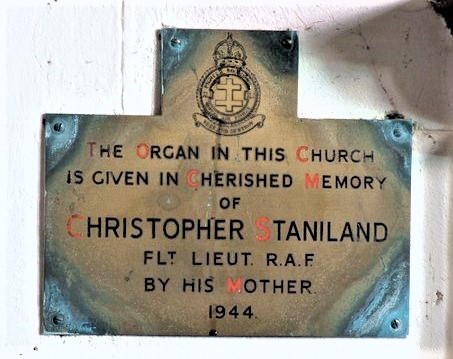 THE ORGAN IN THIS CHURCH
IS GIVEN IN CHERISHED MEMORY
OF
CHRISTOPHER STANILAND
FLT LIEUT. R.A.F.
BY HIS MOTHER.
1944.